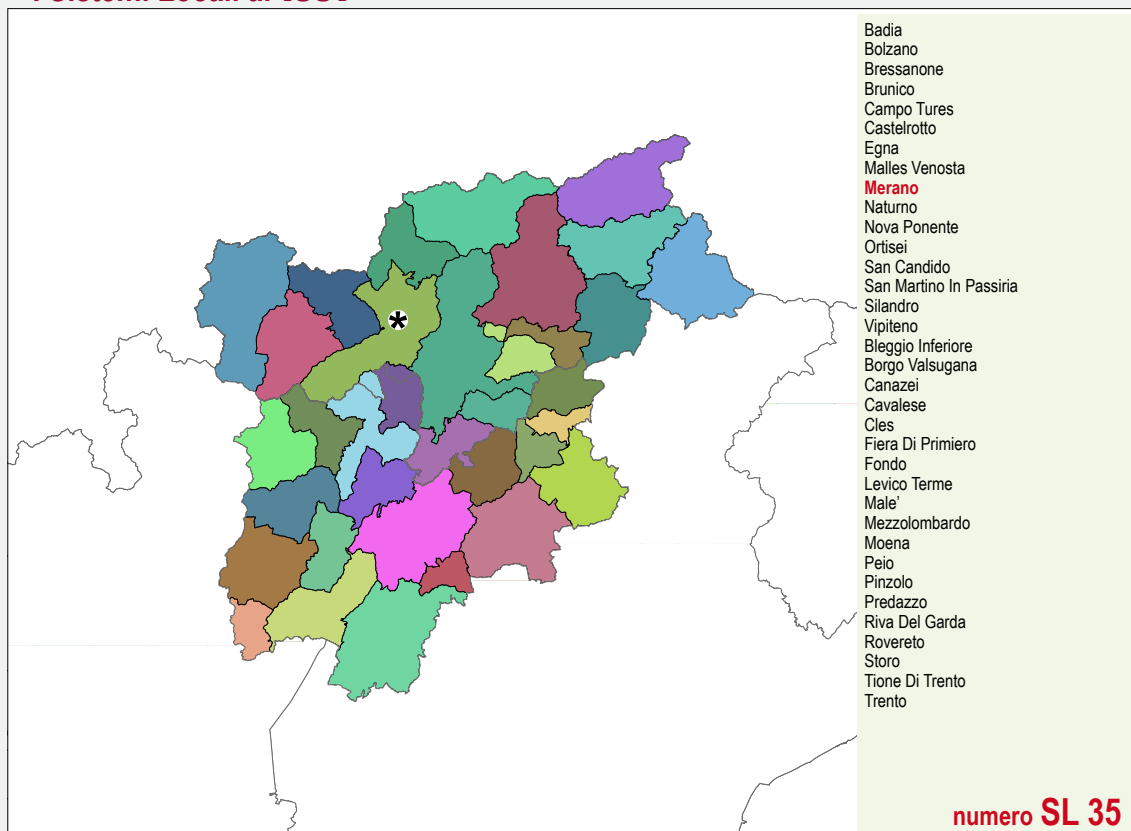 Badia
Bolzano
Bressanone
Brunico
Campo Tures
Castelrotto
Egna
Malles Venosta
Merano
Naturno
Nova Ponente
Ortisei
San Candido
San Martino In Passiria
Silandro
Vipiteno
Bleggio Inferiore
Borgo Valsugana
Canazei
Cavalese
Cles
Fiera Di Primiero
Fondo
Levico Terme
Male’
Mezzolombardo
Moena
Peio
Pinzolo
Predazzo
Riva Del Garda
Rovereto
Storo
Tione Di Trento
Trento
*
numero SL 35